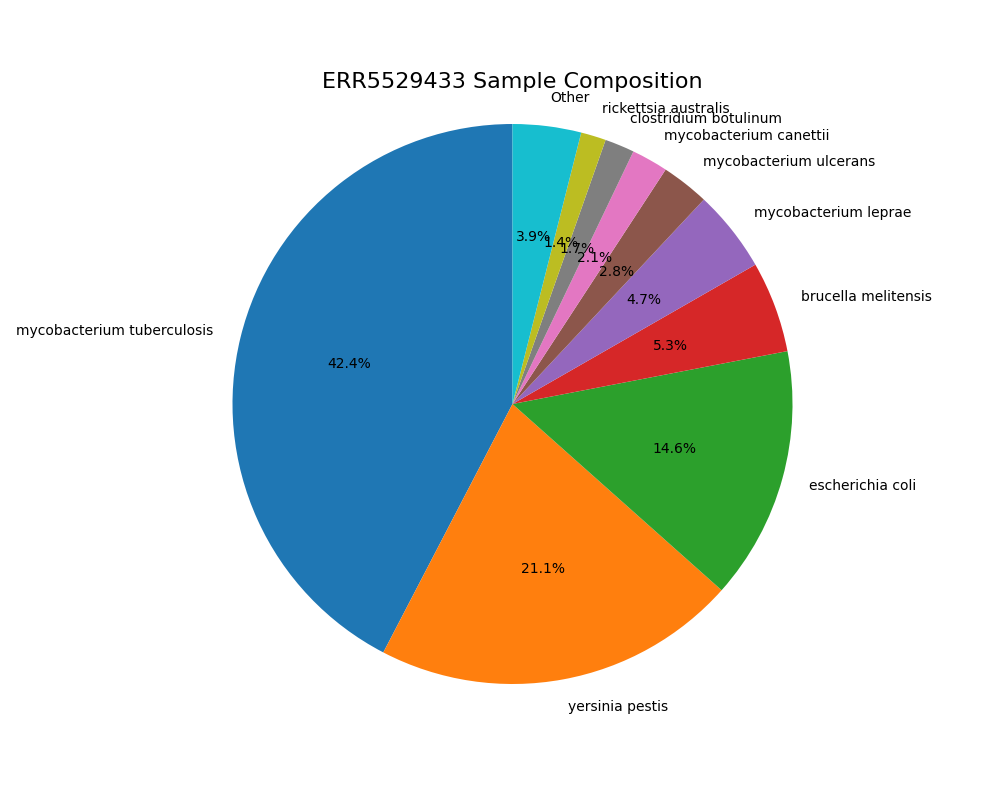 ERR5529433 Sample Composition
Other
rickettsia australis
clostridium botulinum
mycobacterium canettii
mycobacterium ulcerans
mycobacterium leprae
brucella melitensis
escherichia coli
yersinia pestis
mycobacterium tuberculosis
3.9%
1.4%
1.7%
2.1%
2.8%
4.7%
5.3%
14.6%
21.1%
42.4%